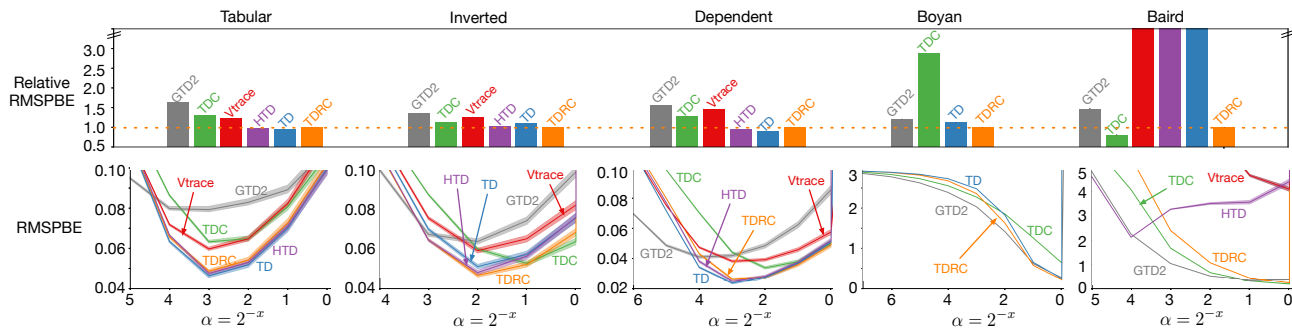 Tabular Inverted Dependent Boyan Baird
Relative RMSPBE
3.0
2.5
2.0
1.5
1.0
0.5
GTD2 TDC Vtrace HTD TD TDRC
GTD2 TDC Vtrace HTD TD TDRC
GTD2 TDC Vtrace HTD TD TDRC
GTD2 TDC TD TDRC
GTD2 TDC TDRC
RMSPBE
0.10
0.08
0.06
0.04
Vtrace
GTD2
TDC
TDRC
HTD
TD
5 4 3 2 1 0
α = 2^{-x}
0.10
0.08
0.06
0.04
HTD
TD
GTD2
Vtrace
TDC
TDRC
4 3 2 1 0
α = 2^{-x}
0.10
0.08
0.06
0.04
0.02
TDC
HTD
Vtrace
TDRC
GTD2
TD
6 5 4 3 2 1 0
α = 2^{-x}
3
2
1
0
TD
GTD2
TDC
TDRC
7 6 5 4 3 2 1 0
α = 2^{-x}
5
4
3
2
1
0
TDC
Vtrace
HTD
TDRC
GTD2
5 4 3 2 1 0
α = 2^{-x}